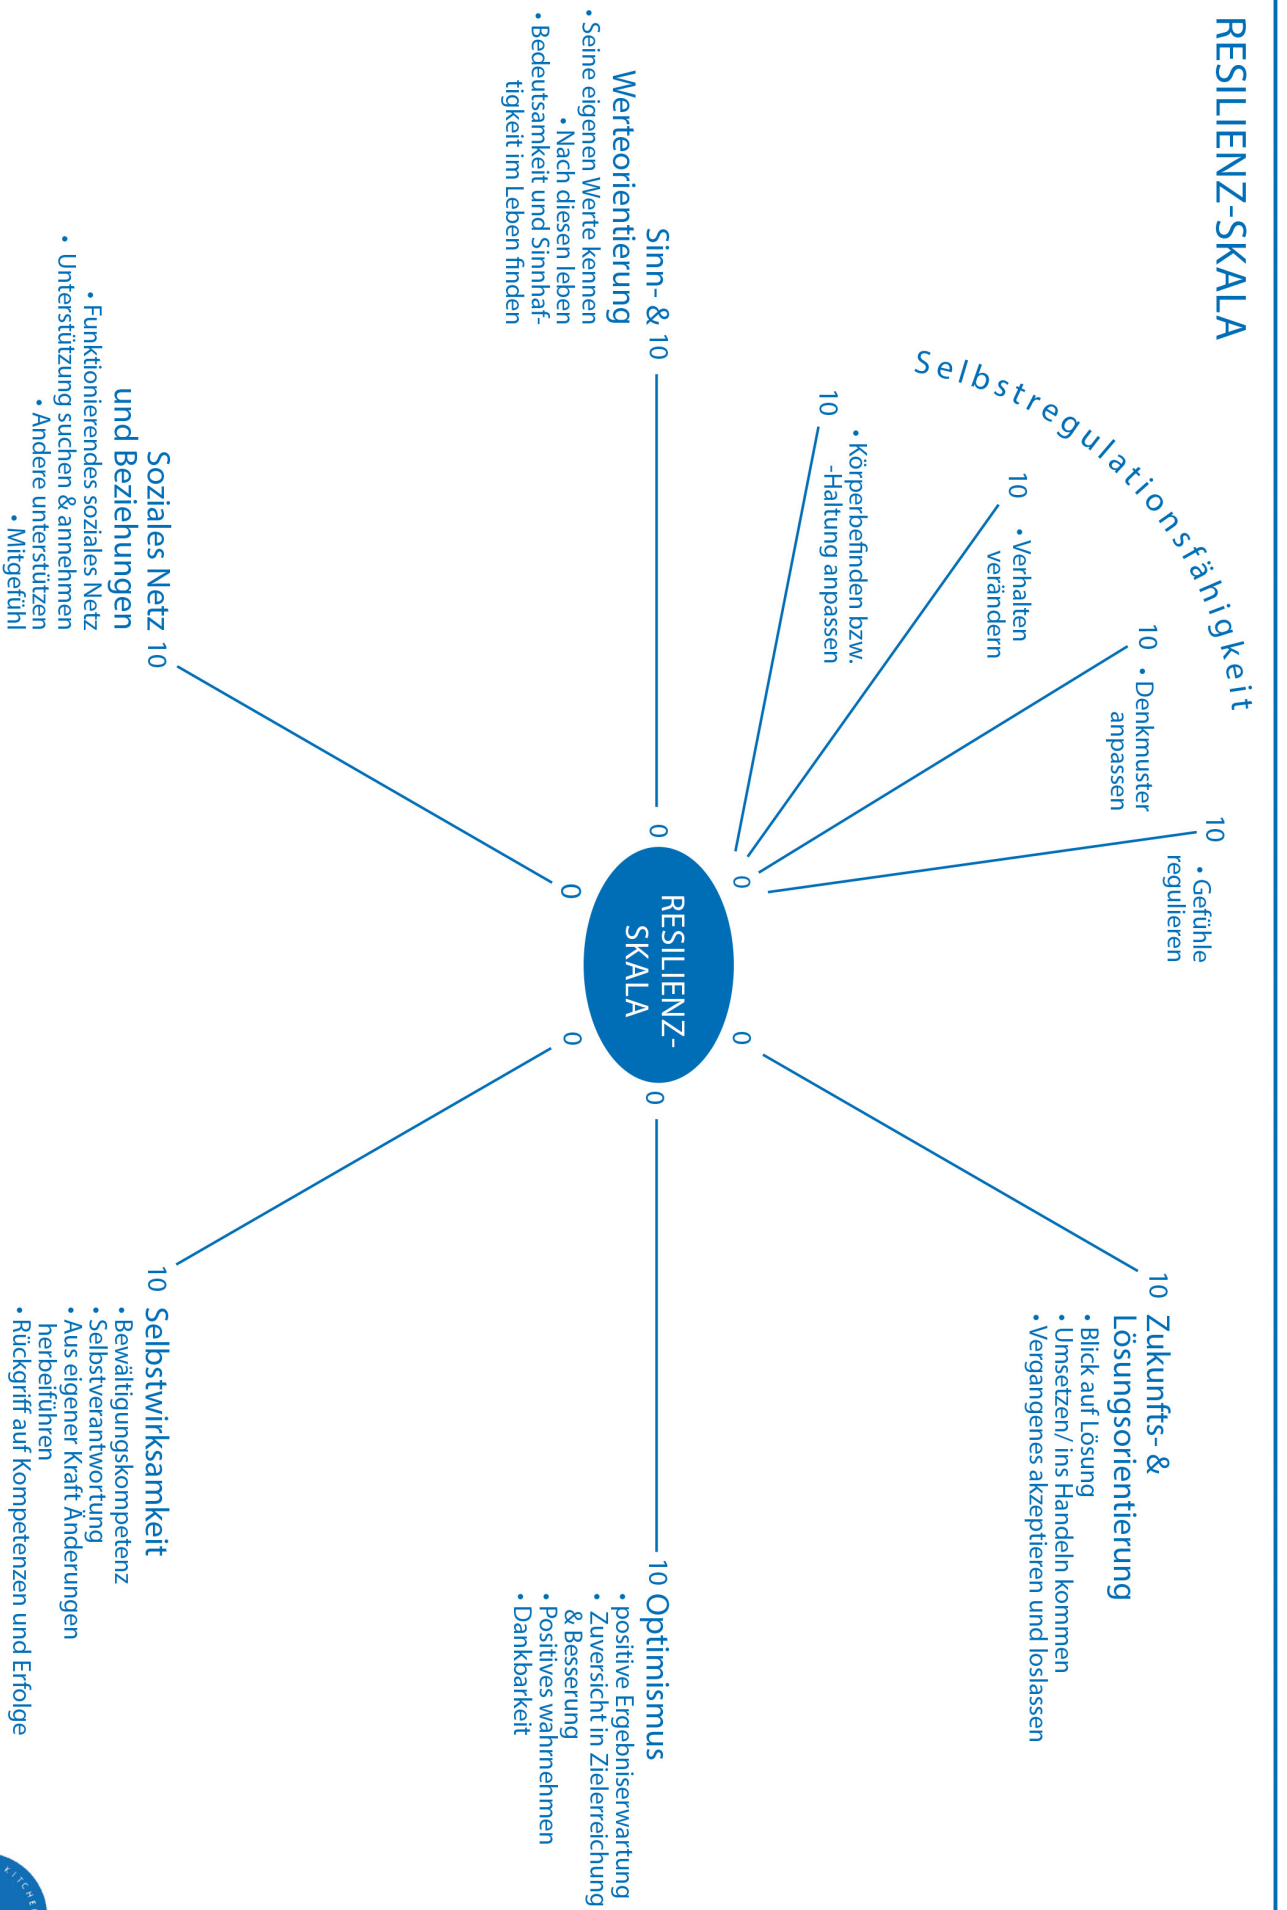 RESILIENZ-SKALA
Selbstregulationsfähigkeit
10
• Gefühle
regulieren
10
• Denkmuster
anpassen
10
• Verhalten
verändern
10
• Körperbefinden bzw.
-Haltung anpassen
0
10 Zukunfts- &
Lösungsorientierung
• Blick auf Lösung
• Umsetzen/ ins Handeln kommen
• Vergangenes akzeptieren und loslassen
0
Sinn- & 10
Werteorientierung
• Seine eigenen Werte kennen
• Nach diesen leben
• Bedeutsamkeit und Sinnhaf-
tigkeit im Leben finden
0
RESILIENZ-
SKALA
0
10 Optimismus
• positive Ergebniserwartung
• Zuversicht in Zielerreichung
& Besserung
• Positives wahrnehmen
• Dankbarkeit
0
Soziales Netz 10
und Beziehungen
• Funktionierendes soziales Netz
• Unterstützung suchen & annehmen
• Andere unterstützen
• Mitgefühl
0
10 Selbstwirksamkeit
• Bewältigungskompetenz
• Selbstverantwortung
• Aus eigener Kraft Änderungen
herbeiführen
• Rückgriff auf Kompetenzen und Erfolge